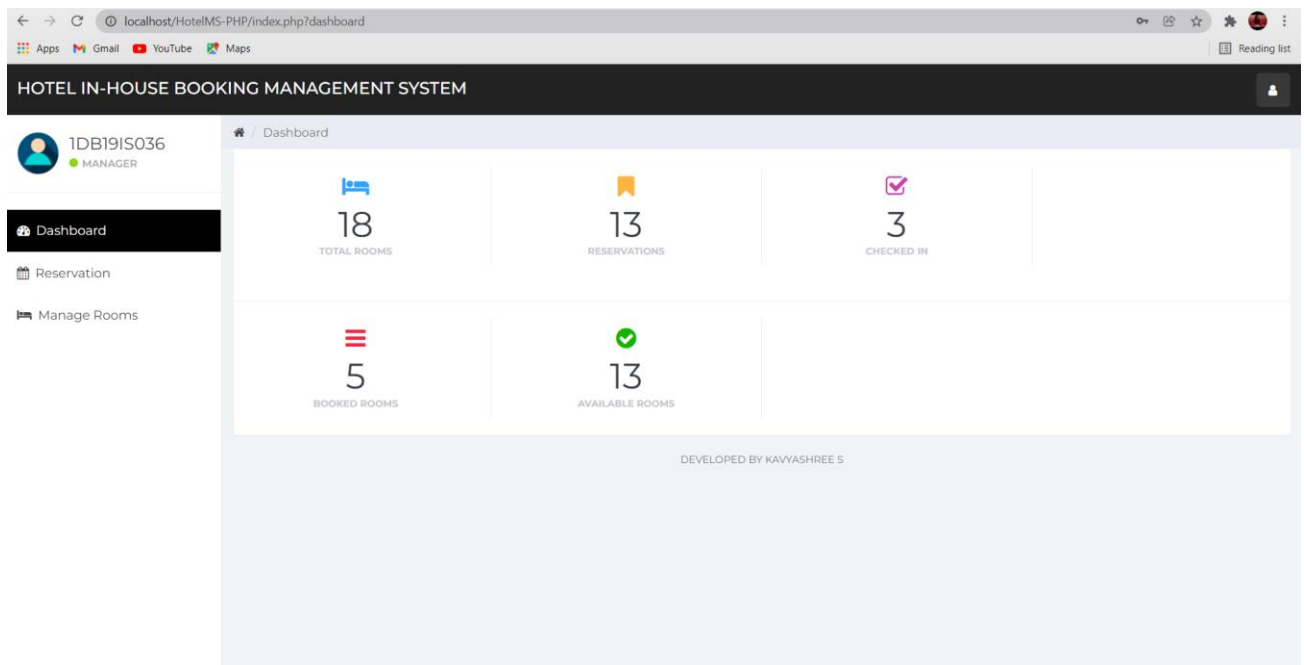 localhost/HotelMS-PHP/index.php?dashboard
Apps Gmail YouTube Maps Reading list
HOTEL IN-HOUSE BOOKING MANAGEMENT SYSTEM
1DB19IS036
MANAGER
/ Dashboard
Dashboard
Reservation
Manage Rooms
18 13 3
TOTAL ROOMS RESERVATIONS CHECKED IN
5 13
BOOKED ROOMS AVAILABLE ROOMS
DEVELOPED BY KAVYASHREE S